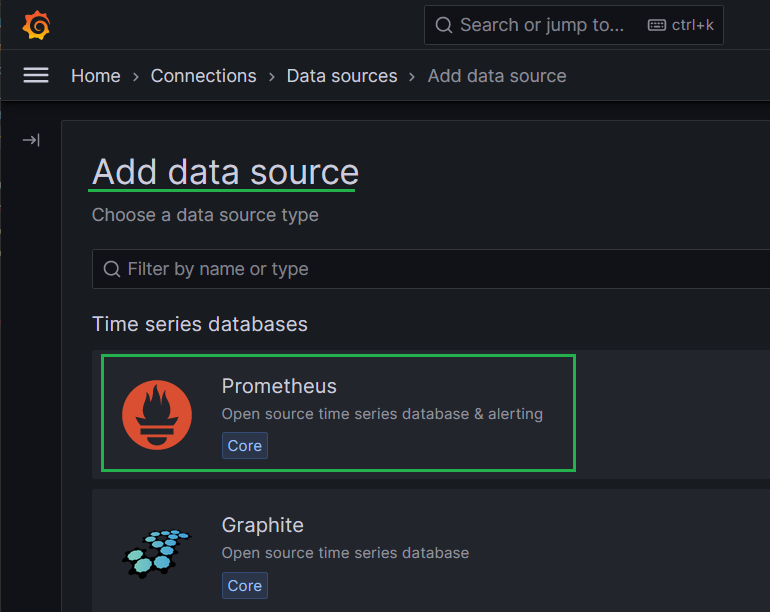 Search or jump to... ctrl+k
Home › Connections › Data sources › Add data source
Add data source
Choose a data source type
Filter by name or type
Time series databases
Prometheus
Open source time series database & alerting
Core
Graphite
Open source time series database
Core